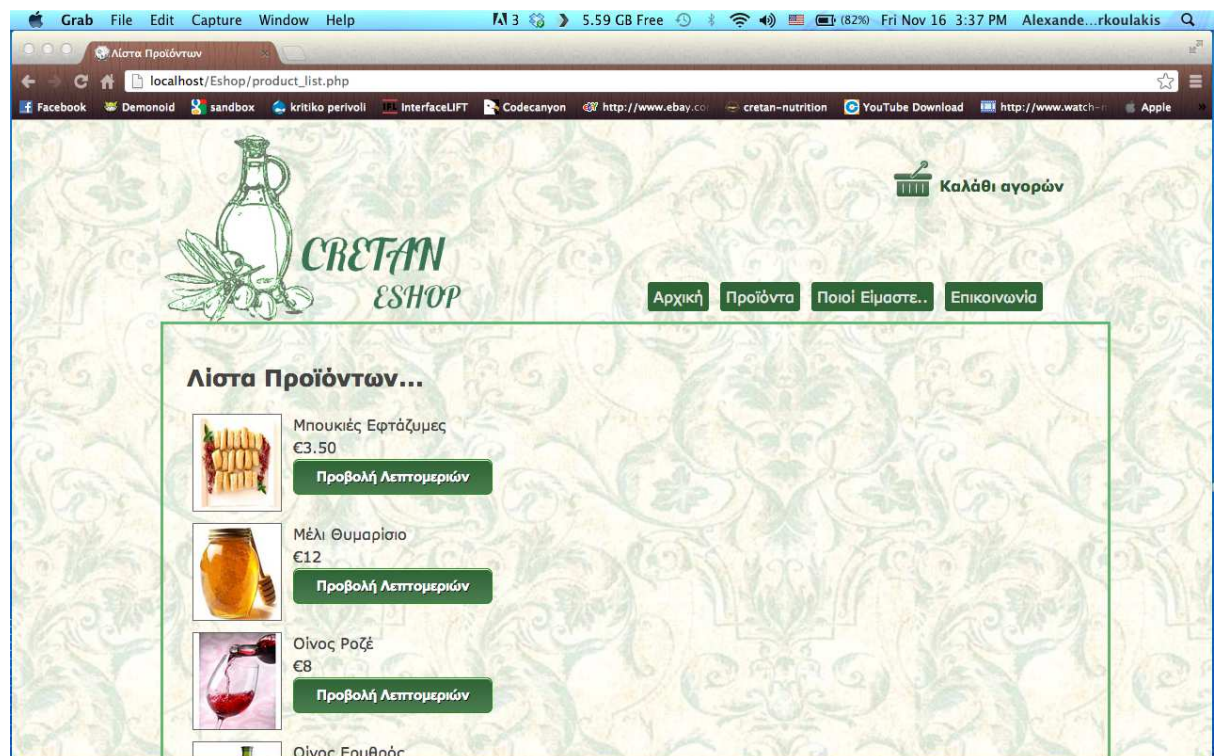 Grab File Edit Capture Window Help 3 5.59 GB Free (82%) Fri Nov 16 3:37 PM Alexande...rkoulakis
Λίστα Προϊόντων
localhost/Eshop/product_list.php
Facebook Demonoid sandbox kritiko perivoli InterfaceLIFT Codecanyon http://www.ebay.co cretan-nutrition YouTube Download http://www.watch- Apple
Καλάθι αγορών
CRETAN
ESHOP
Αρχική Προϊόντα Ποιοί Είμαστε.. Επικοινωνία
Λίστα Προϊόντων...
Μπουκιές Εφτάζυμες
€3.50
Προβολή Λεπτομεριών
Μέλι Θυμαρίσιο
€12
Προβολή Λεπτομεριών
Οίνος Ροζέ
€8
Προβολή Λεπτομεριών
Οίνος Ερυθρός